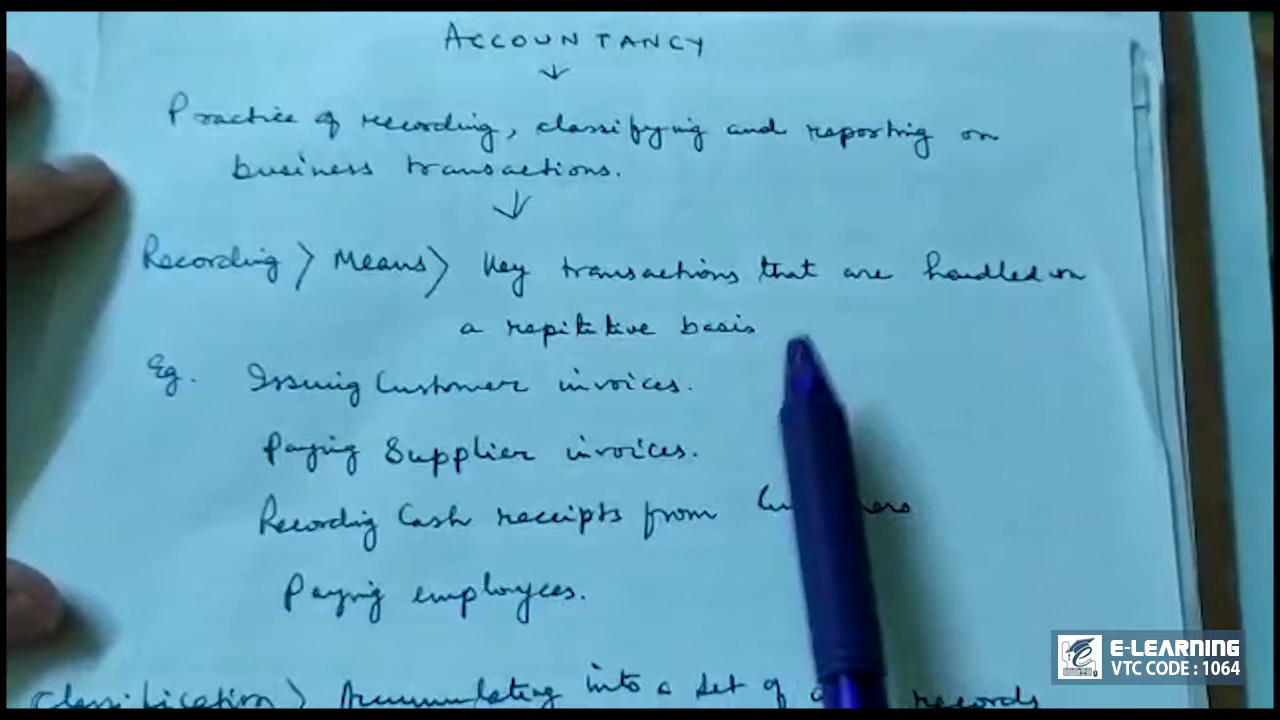 ACCOUNTANCY
Practice of recording, classifying and reporting on
business transactions.
Recording > Means > Key transactions that are handled on
a repititive basis
Eg. Issuing Customer invoices.
Paying Supplier invoices.
Recording Cash receipts from
Paying employees.
Classification > Accumulating into a set of records
E-LEARNING
VTC CODE : 1064